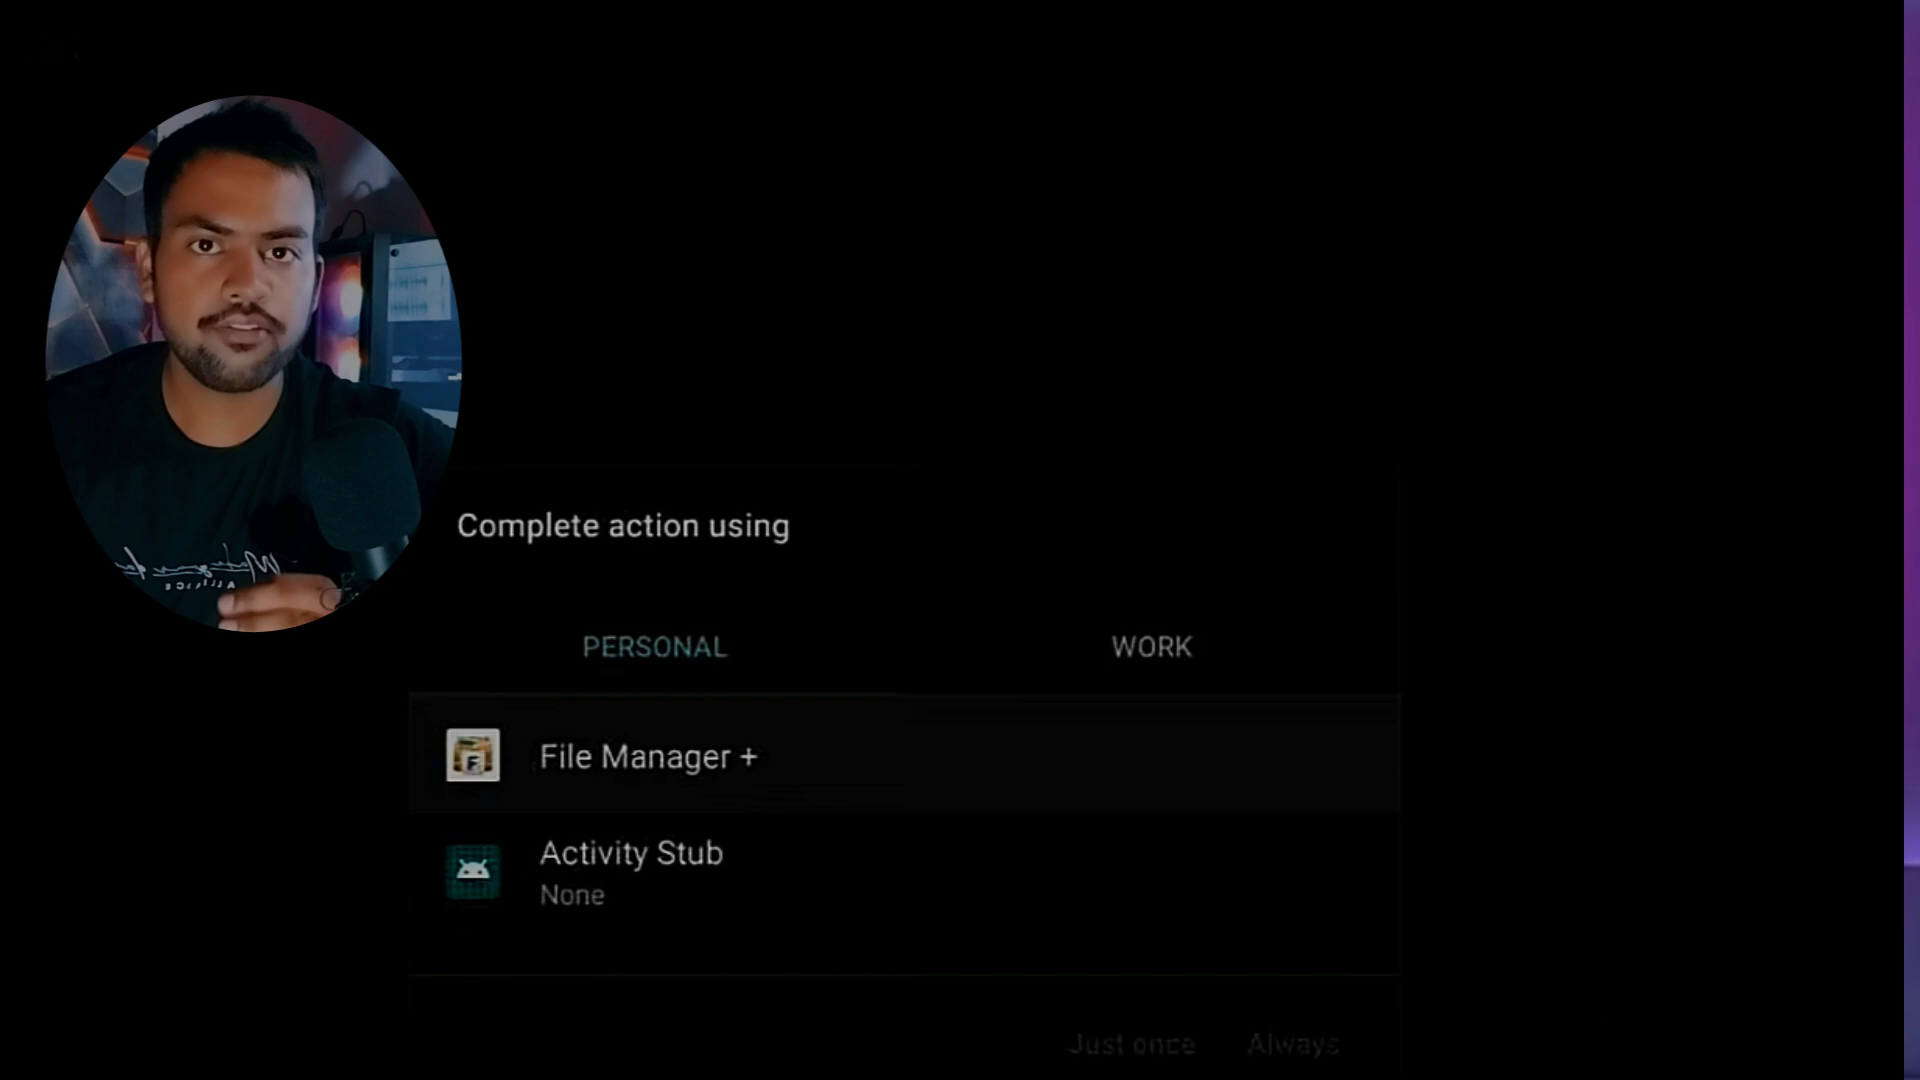 Complete action using
PERSONAL
WORK
File Manager +
Activity Stub
None
Just once
Always